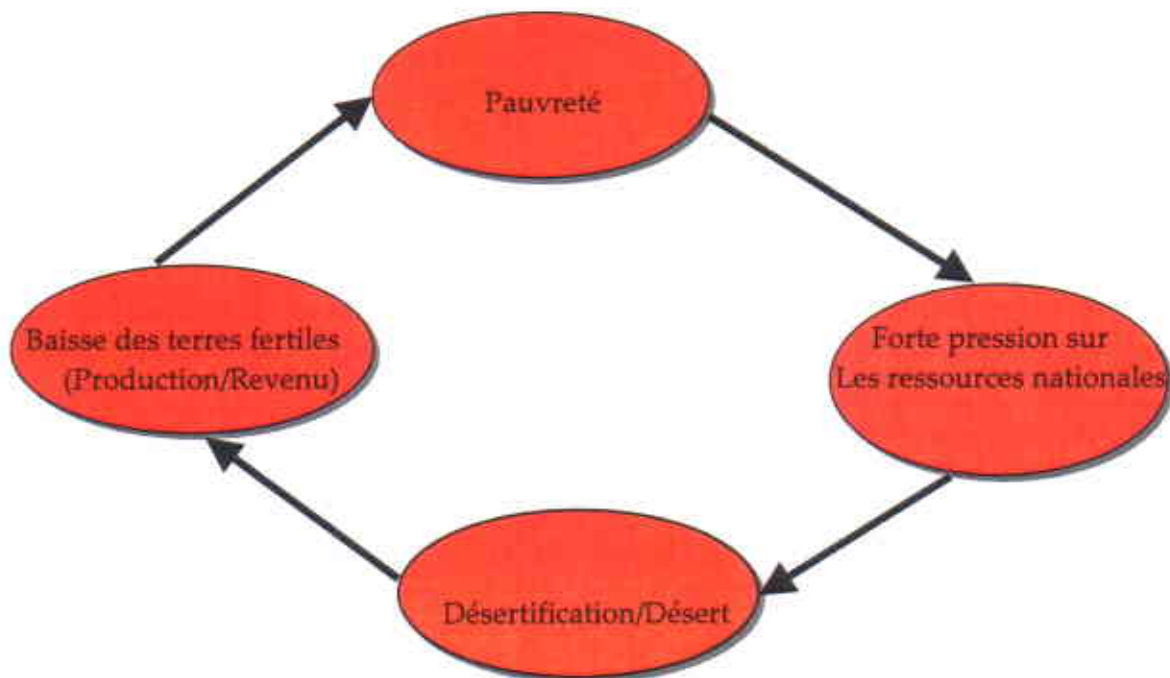 Pauvreté
Forte pression sur
Les ressources nationales
Désertification/Désert
Baisse des terres fertiles
(Production/Revenu)